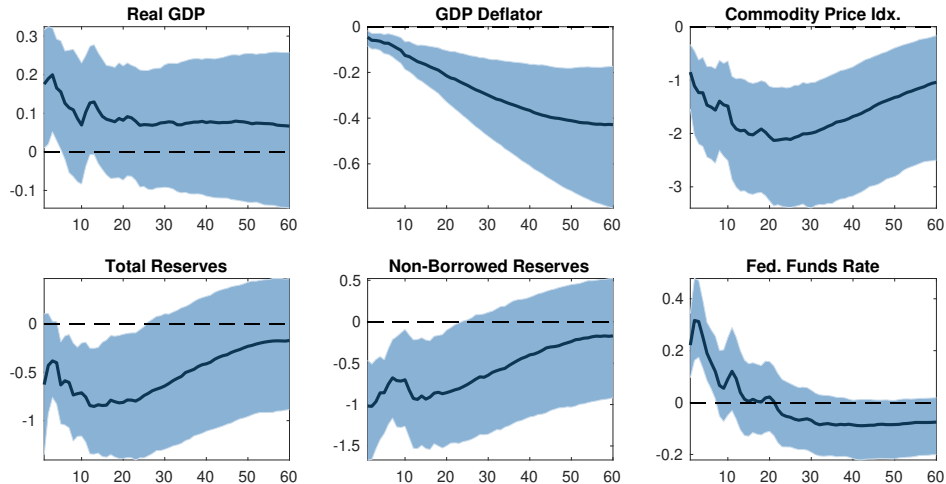 Real GDP
0.3
0.2
0.1
0
-0.1
10 20 30 40 50 60
GDP Deflator
0
-0.2
-0.4
-0.6
10 20 30 40 50 60
Commodity Price Idx.
0
-1
-2
-3
10 20 30 40 50 60
Total Reserves
0
-0.5
-1
10 20 30 40 50 60
Non-Borrowed Reserves
0.5
0
-0.5
-1
-1.5
10 20 30 40 50 60
Fed. Funds Rate
0.4
0.2
0
-0.2
10 20 30 40 50 60